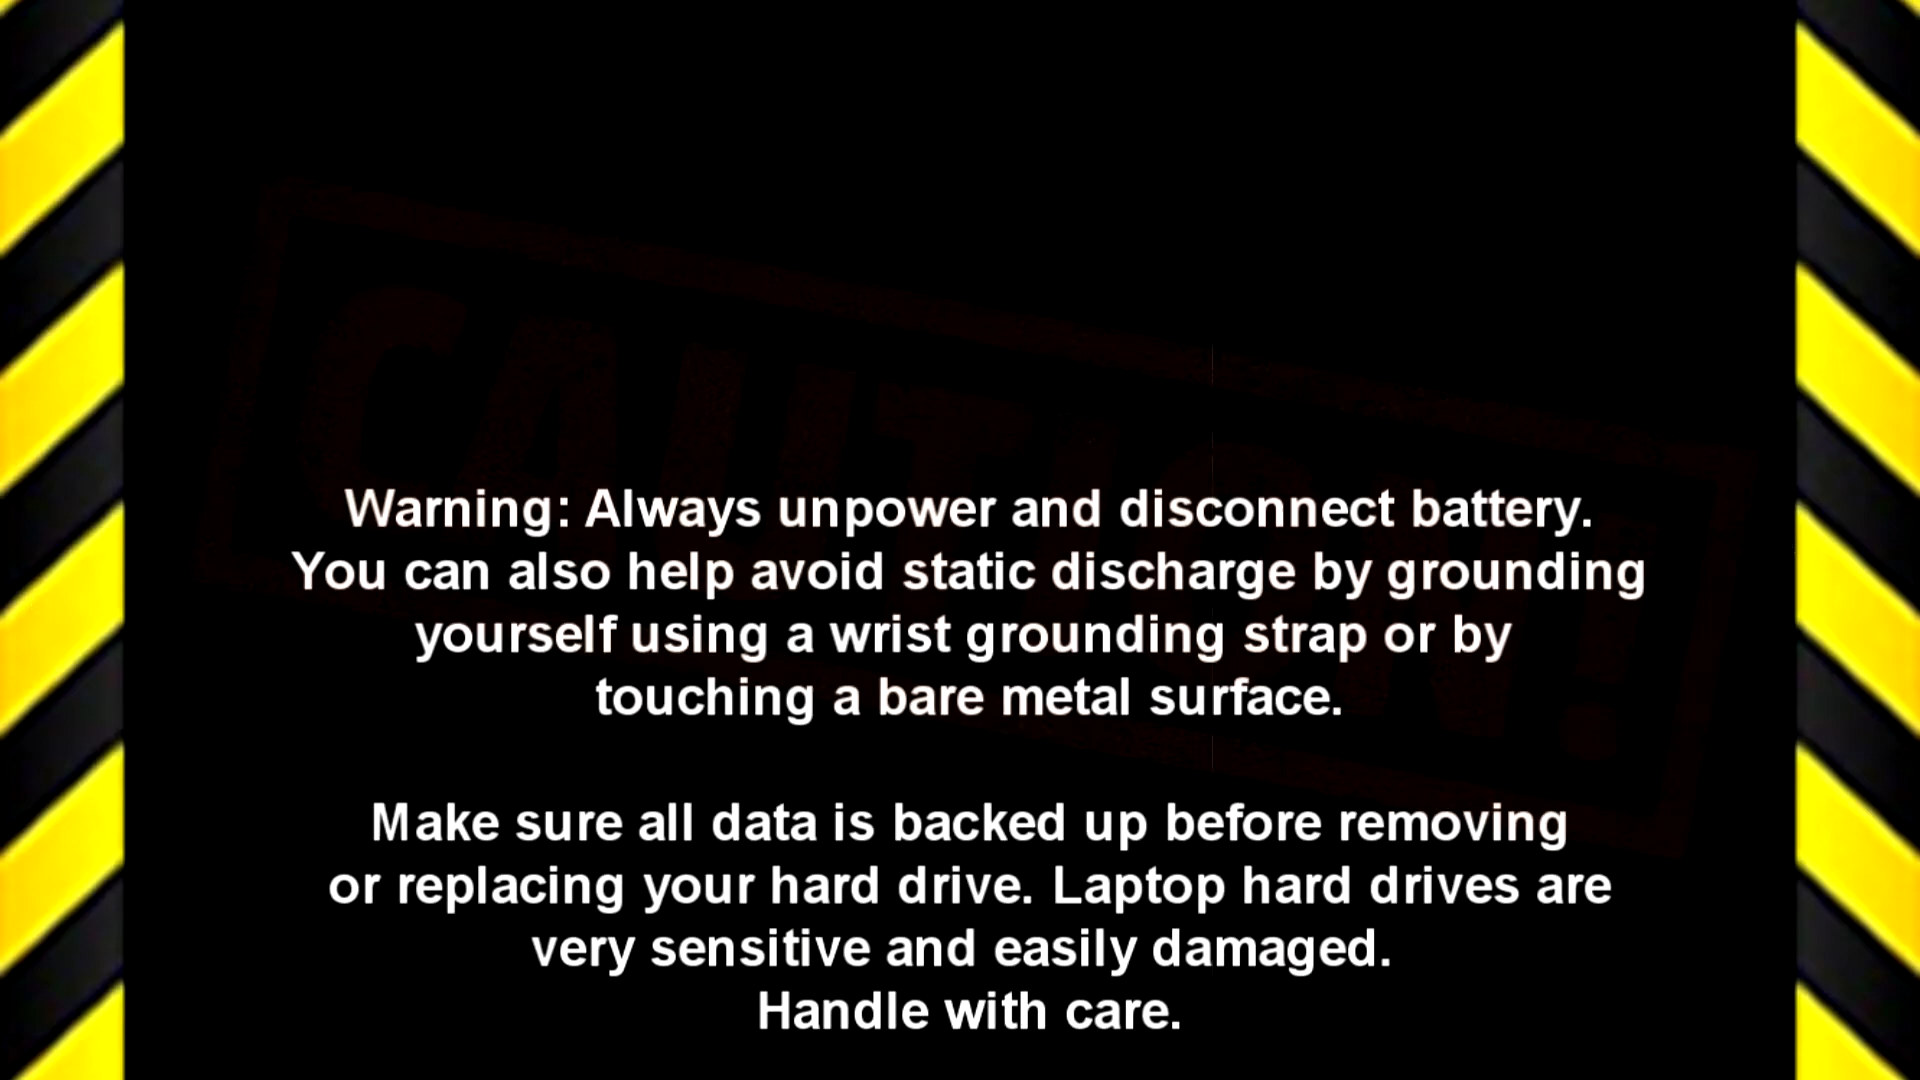 CAUTION!
Warning: Always unpower and disconnect battery.
You can also help avoid static discharge by grounding
yourself using a wrist grounding strap or by
touching a bare metal surface.
Make sure all data is backed up before removing
or replacing your hard drive. Laptop hard drives are
very sensitive and easily damaged.
Handle with care.